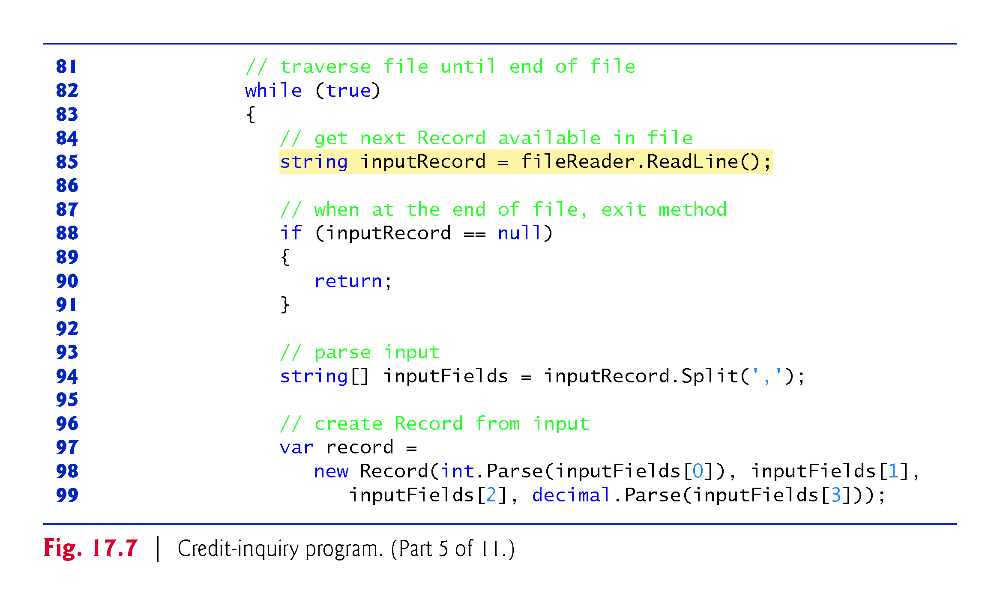 81 // traverse file until end of file
82 while (true)
83 {
84 // get next Record available in file
85 string inputRecord = fileReader.ReadLine();
86
87 // when at the end of file, exit method
88 if (inputRecord == null)
89 {
90 return;
91 }
92
93 // parse input
94 string[] inputFields = inputRecord.Split(',');
95
96 // create Record from input
97 var record =
98 new Record(int.Parse(inputFields[0]), inputFields[1],
99 inputFields[2], decimal.Parse(inputFields[3]));
Fig. 17.7 | Credit-inquiry program. (Part 5 of 11.)